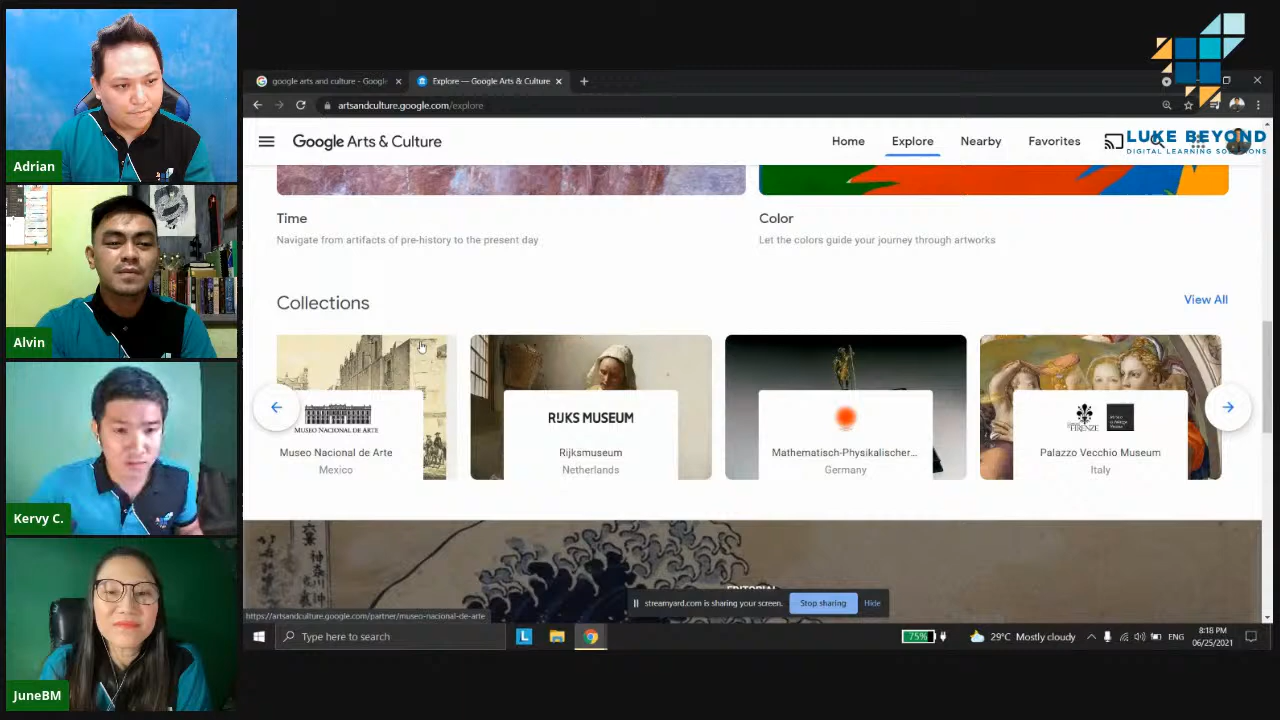 Adrian
Alvin
Kervy C.
JuneBM
LUKE BEYOND
DIGITAL LEARNING SOLUTIONS
google arts and culture - Google
Explore — Google Arts & Culture
artsandculture.google.com/explore
Google Arts & Culture
Home
Explore
Nearby
Favorites
Time
Navigate from artifacts of pre-history to the present day
Color
Let the colors guide your journey through artworks
Collections
View All
MUSEO NACIONAL DE ARTE
Museo Nacional de Arte
Mexico
RIJKS MUSEUM
Rijksmuseum
Netherlands
Mathematisch-Physikalischer...
Germany
FIRENZE
Palazzo Vecchio Museum
Italy
EDITORIAL
streamyard.com is sharing your screen.
Stop sharing
Hide
https://artsandculture.google.com/partner/museo-nacional-de-arte
Type here to search
75%
29°C Mostly cloudy
ENG
8:18 PM
06/25/2021